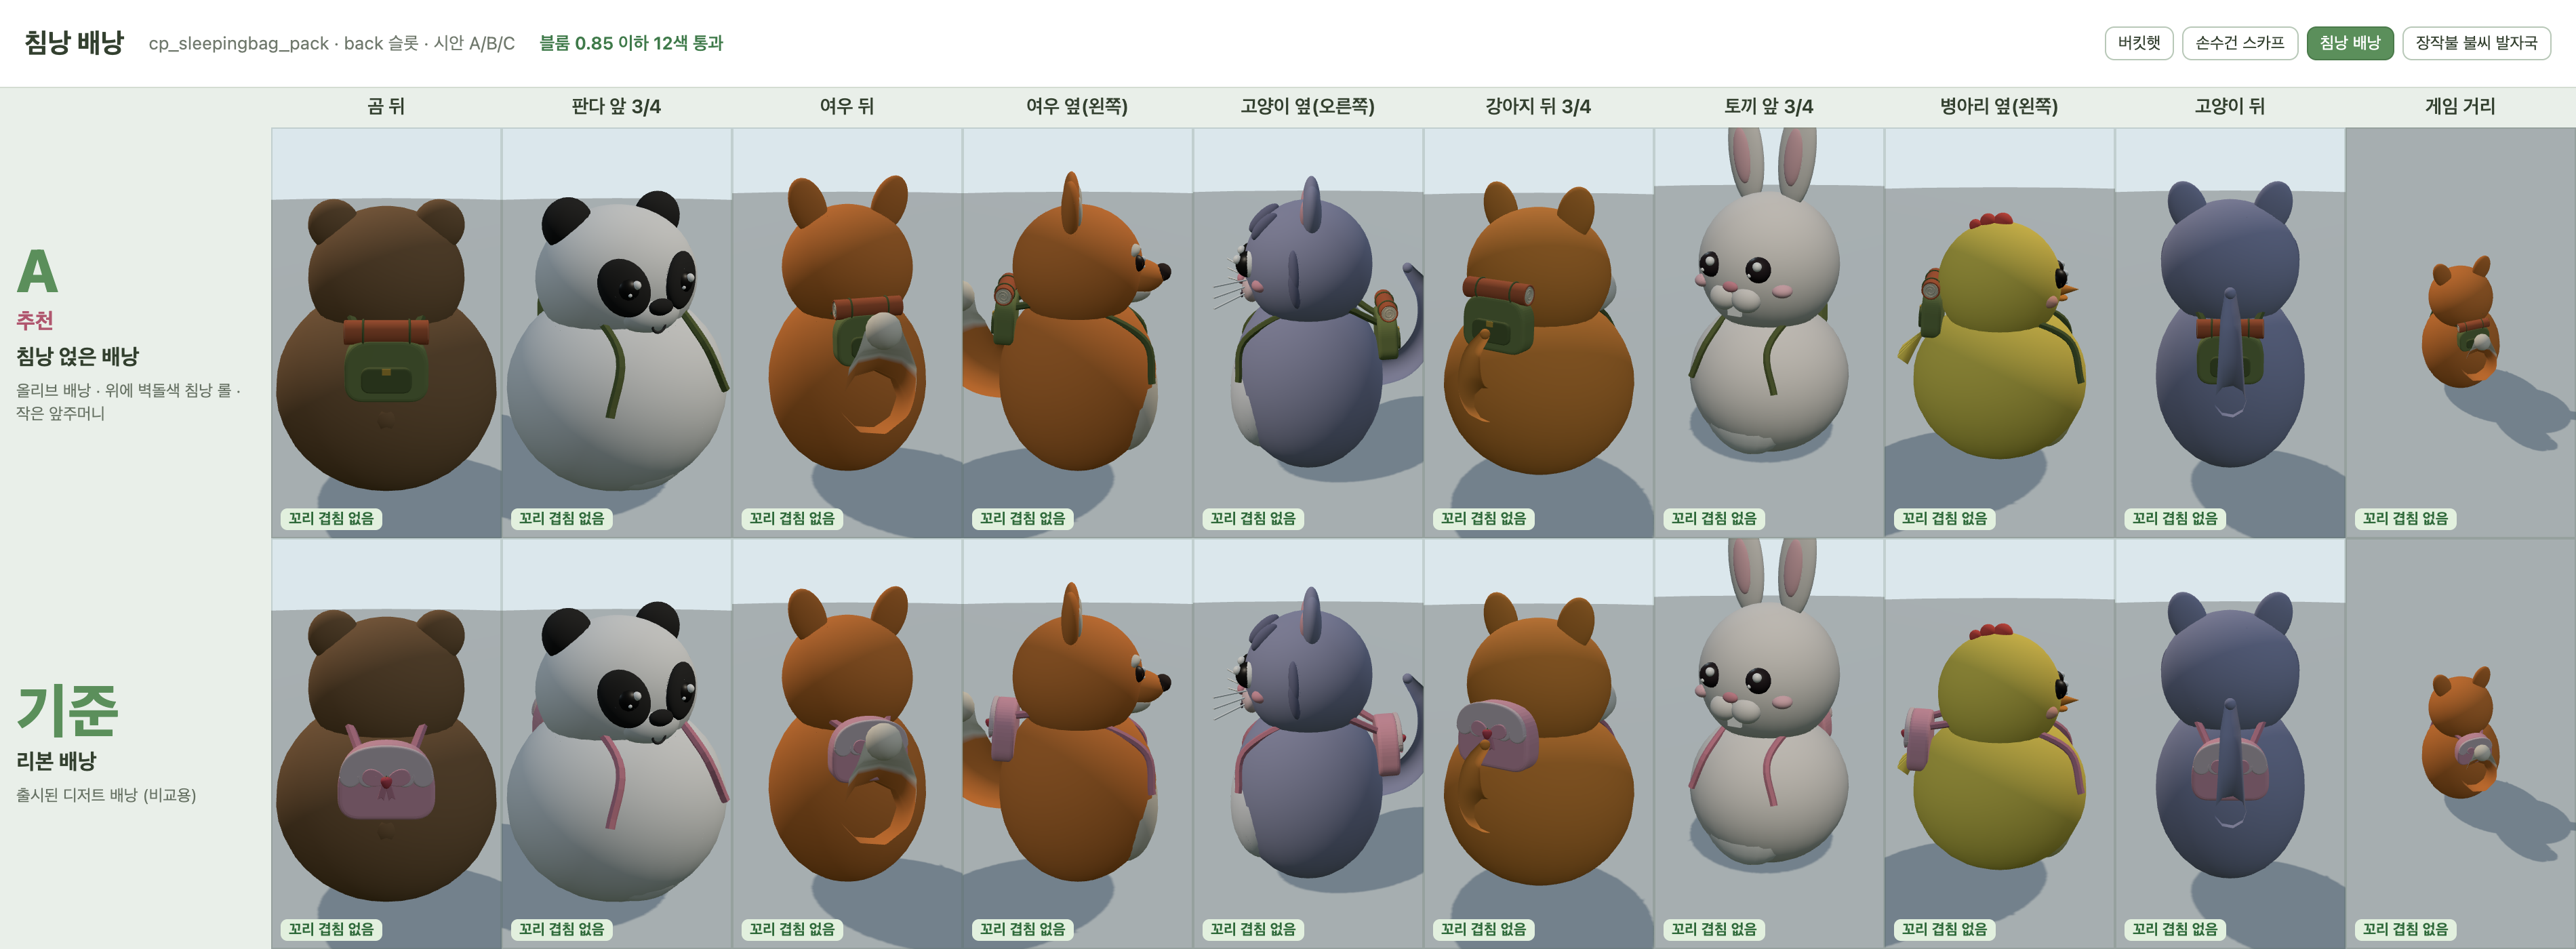 침낭 배낭
cp_sleepingbag_pack · back 슬롯 · 시안 A/B/C
블룸 0.85 이하 12색 통과
버킷햇
손수건 스카프
침낭 배낭
장작불 불씨 발자국
곰 뒤
판다 앞 3/4
여우 뒤
여우 옆(왼쪽)
고양이 옆(오른쪽)
강아지 뒤 3/4
토끼 앞 3/4
병아리 옆(왼쪽)
고양이 뒤
게임 거리
A
추천
침낭 얹은 배낭
올리브 배낭 · 위에 벽돌색 침낭 롤 ·
작은 앞주머니
꼬리 겹침 없음
꼬리 겹침 없음
꼬리 겹침 없음
꼬리 겹침 없음
꼬리 겹침 없음
꼬리 겹침 없음
꼬리 겹침 없음
꼬리 겹침 없음
꼬리 겹침 없음
꼬리 겹침 없음
기준
리본 배낭
출시된 디저트 배낭 (비교용)
꼬리 겹침 없음
꼬리 겹침 없음
꼬리 겹침 없음
꼬리 겹침 없음
꼬리 겹침 없음
꼬리 겹침 없음
꼬리 겹침 없음
꼬리 겹침 없음
꼬리 겹침 없음
꼬리 겹침 없음